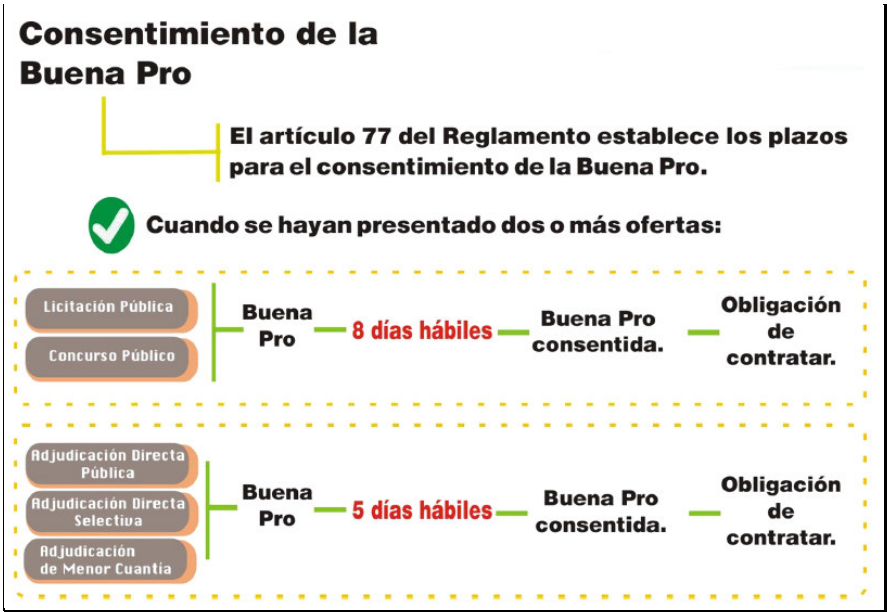 Consentimiento de la
Buena Pro
El artículo 77 del Reglamento establece los plazos
para el consentimiento de la Buena Pro.
Cuando se hayan presentado dos o más ofertas:
Licitación Pública
Concurso Público
Buena
Pro
8 días hábiles
Buena Pro
consentida.
Obligación
de
contratar.
Adjudicación Directa
Pública
Adjudicación Directa
Selectiva
Adjudicación
de Menor Cuantía
Buena
Pro
5 días hábiles
Buena Pro
consentida.
Obligación
de
contratar.